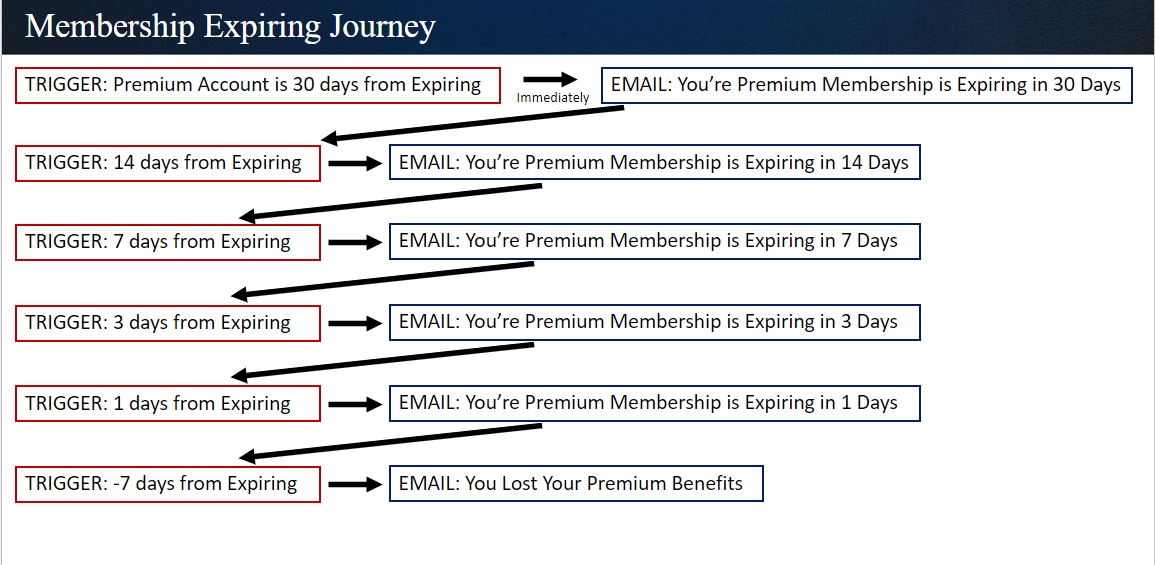 Membership Expiring Journey
TRIGGER: Premium Account is 30 days from Expiring
Immediately
EMAIL: You’re Premium Membership is Expiring in 30 Days
TRIGGER: 14 days from Expiring
EMAIL: You’re Premium Membership is Expiring in 14 Days
TRIGGER: 7 days from Expiring
EMAIL: You’re Premium Membership is Expiring in 7 Days
TRIGGER: 3 days from Expiring
EMAIL: You’re Premium Membership is Expiring in 3 Days
TRIGGER: 1 days from Expiring
EMAIL: You’re Premium Membership is Expiring in 1 Days
TRIGGER: -7 days from Expiring
EMAIL: You Lost Your Premium Benefits